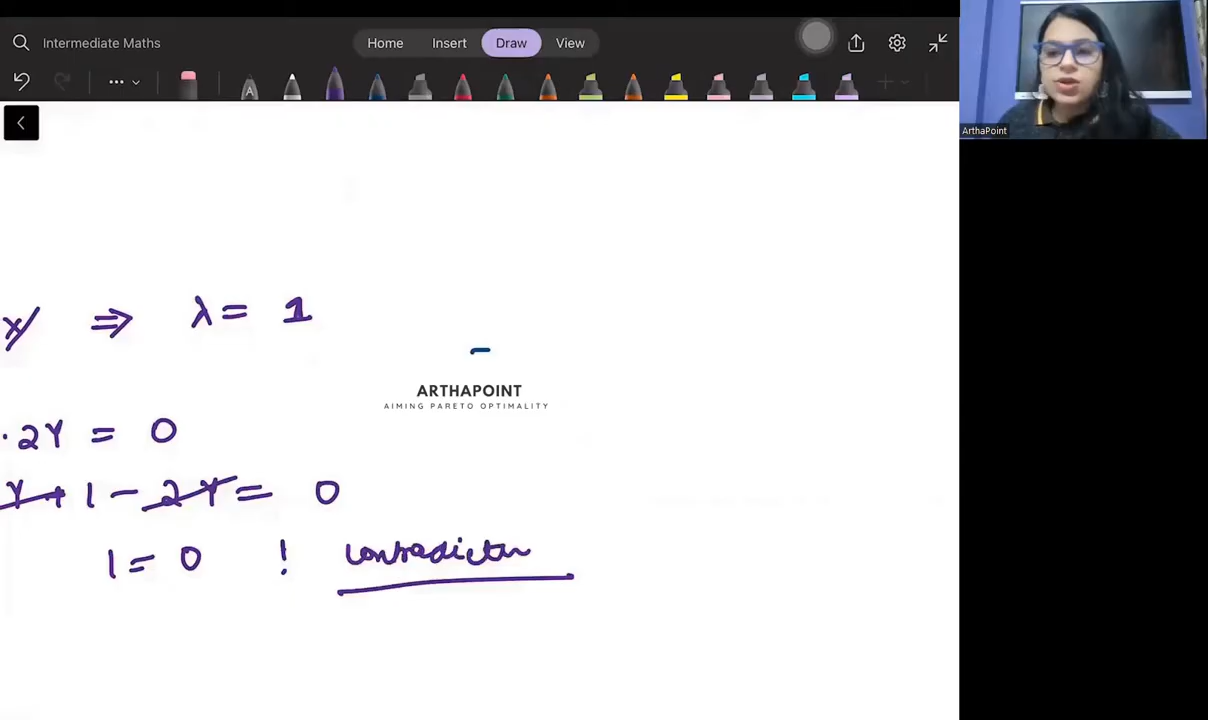 Intermediate Maths
Home Insert Draw View
A
ArthaPoint
x ⇒ λ = 1
ARTHAPOINT
AIMING PARETO OPTIMALITY
.2Y = 0
Y + 1 - 2Y = 0
1 = 0 ! contradictn